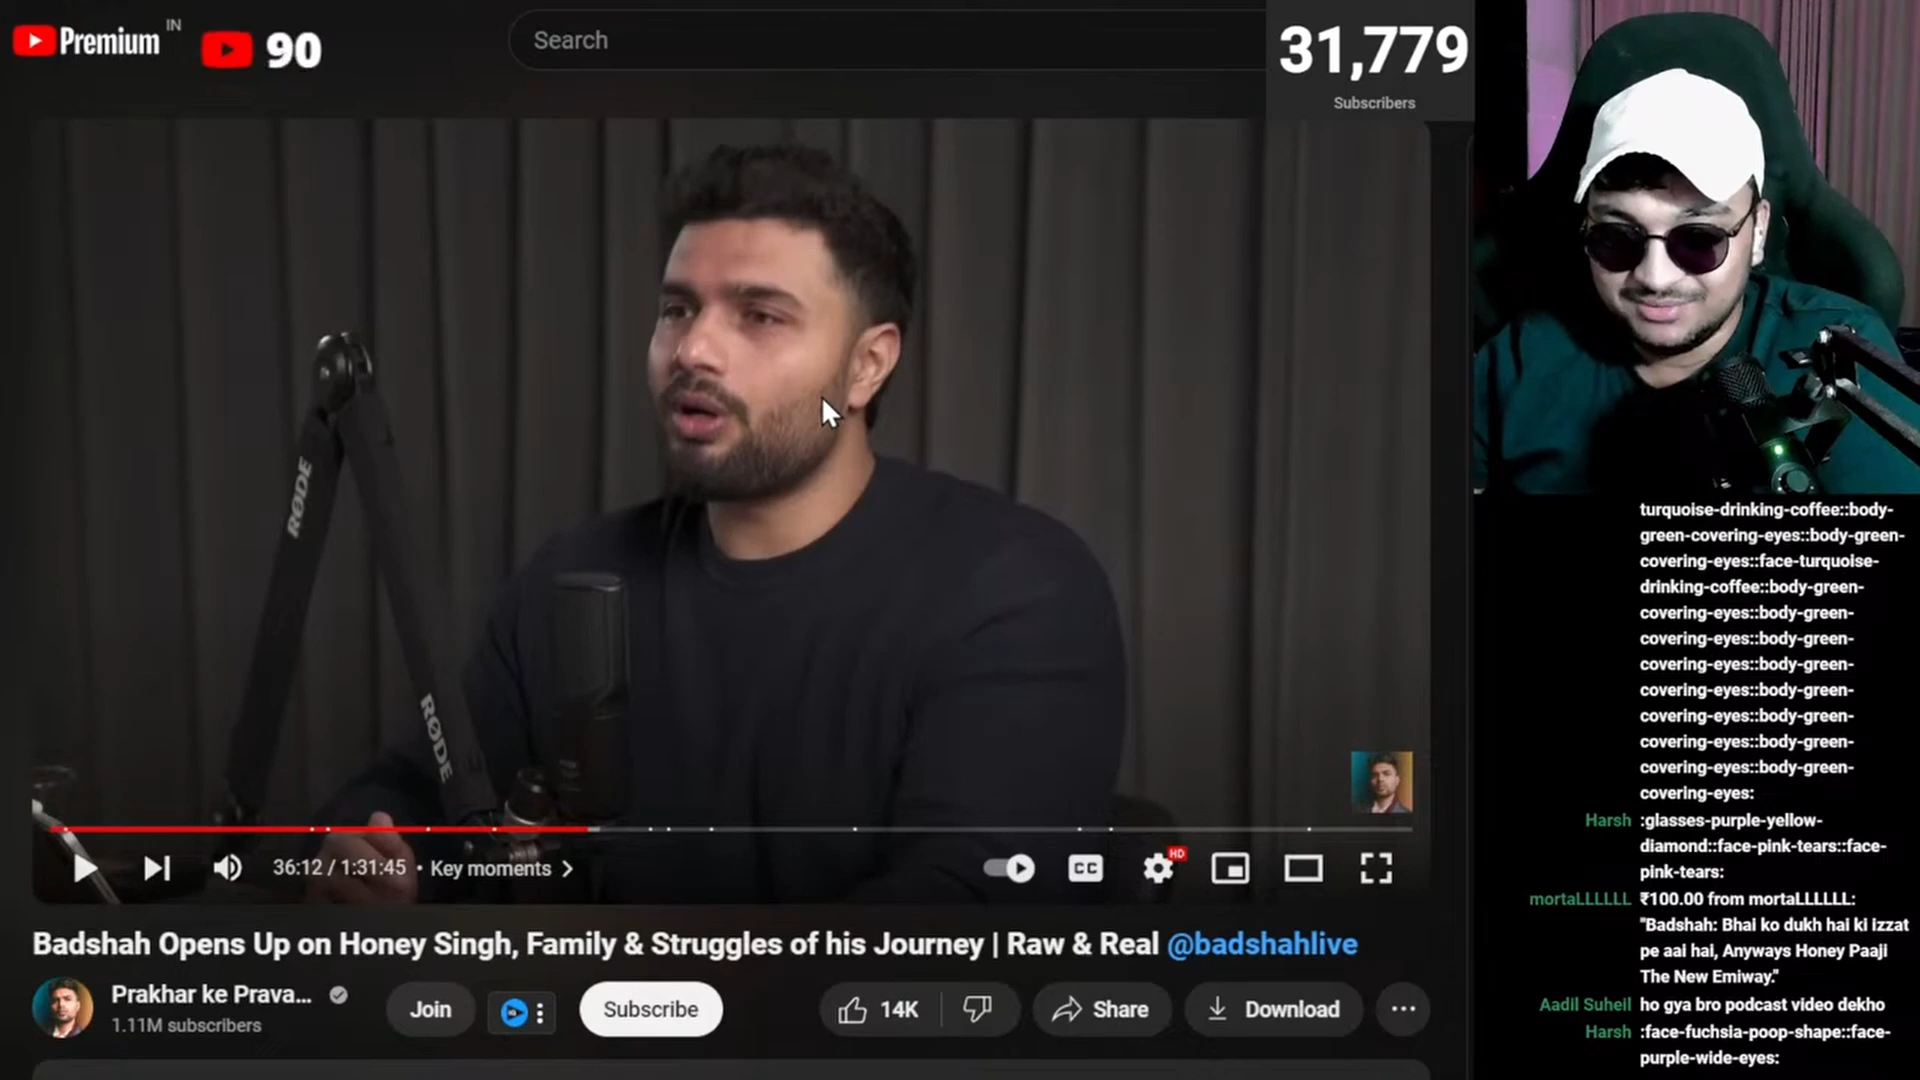 Premium IN
90
Search
31,779
Subscribers
RØDE
RØDE
36:12 / 1:31:45 • Key moments
CC
HD
Badshah Opens Up on Honey Singh, Family & Struggles of his Journey | Raw & Real @badshahlive
Prakhar ke Prava...
1.11M subscribers
Join
Subscribe
14K
Share
Download
turquoise-drinking-coffee::body-
green-covering-eyes::body-green-
covering-eyes::face-turquoise-
drinking-coffee::body-green-
covering-eyes::body-green-
covering-eyes::body-green-
covering-eyes::body-green-
covering-eyes::body-green-
covering-eyes::body-green-
covering-eyes::body-green-
covering-eyes::body-green-
covering-eyes:
Harsh :glasses-purple-yellow-
diamond::face-pink-tears::face-
pink-tears:
mortaLLLLLL ₹100.00 from mortaLLLLLL:
"Badshah: Bhai ko dukh hai ki izzat
pe aai hai, Anyways Honey Paaji
The New Emiway."
Aadil Suheil ho gya bro podcast video dekho
Harsh :face-fuchsia-poop-shape::face-
purple-wide-eyes: